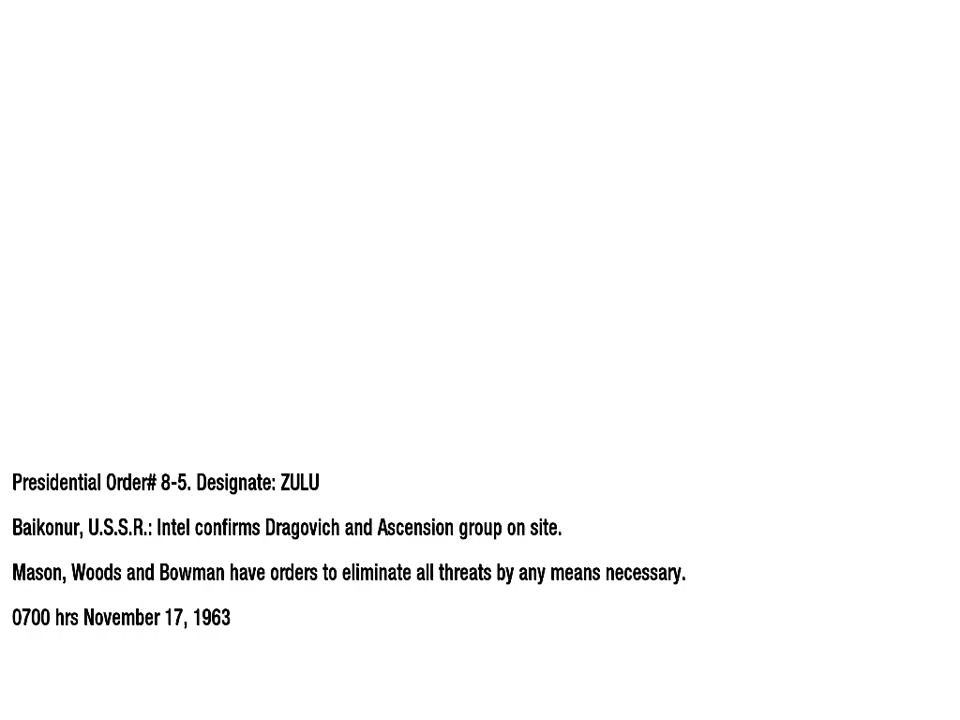 Presidential Order# 8-5. Designate: ZULU
Baikonur, U.S.S.R.: Intel confirms Dragovich and Ascension group on site.
Mason, Woods and Bowman have orders to eliminate all threats by any means necessary.
0700 hrs November 17, 1963